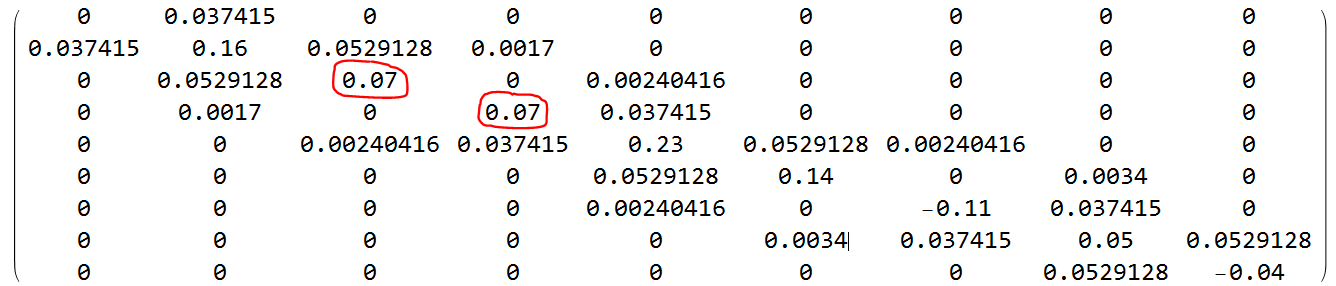 0 0.037415 0 0 0 0 0 0 0
0.037415 0.16 0.0529128 0.0017 0 0 0 0 0
0 0.0529128 0.07 0 0.00240416 0 0 0 0
0 0.0017 0 0.07 0.037415 0 0 0 0
0 0 0.00240416 0.037415 0.23 0.0529128 0.00240416 0 0
0 0 0 0 0.0529128 0.14 0 0.0034 0
0 0 0 0 0.00240416 0 -0.11 0.037415 0
0 0 0 0 0 0.0034 0.037415 0.05 0.0529128
0 0 0 0 0 0 0 0.0529128 -0.04